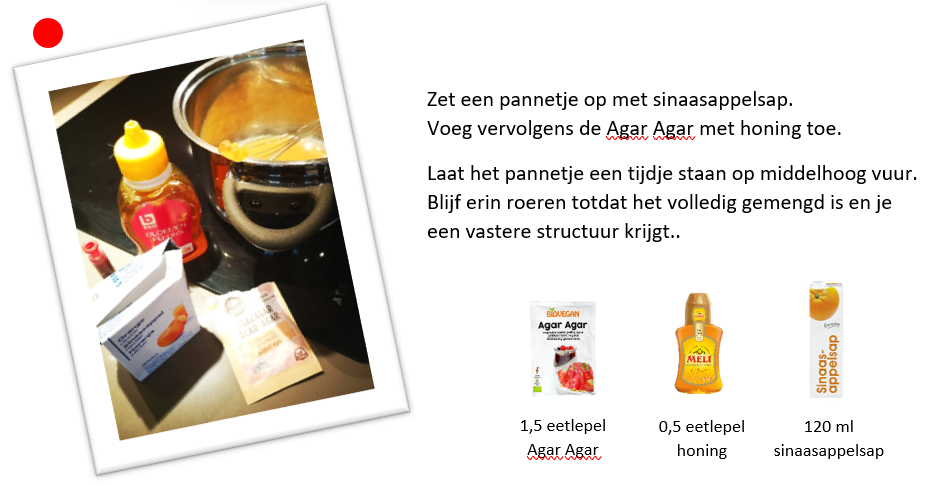 Zet een pannetje op met sinaasappelsap.
Voeg vervolgens de Agar Agar met honing toe.
Laat het pannetje een tijdje staan op middelhoog vuur.
Blijf erin roeren totdat het volledig gemengd is en je
een vastere structuur krijgt..
BIOVEGAN
Agar Agar
MELI
Sinaas-
appelsap
1,5 eetlepel
Agar Agar
0,5 eetlepel
honing
120 ml
sinaasappelsap